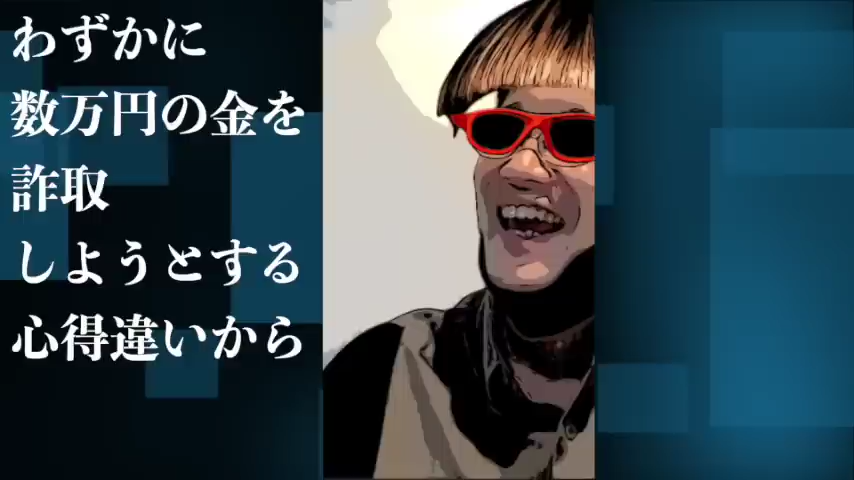 わずかに
数万円の金を
詐取
しようとする
心得違いから